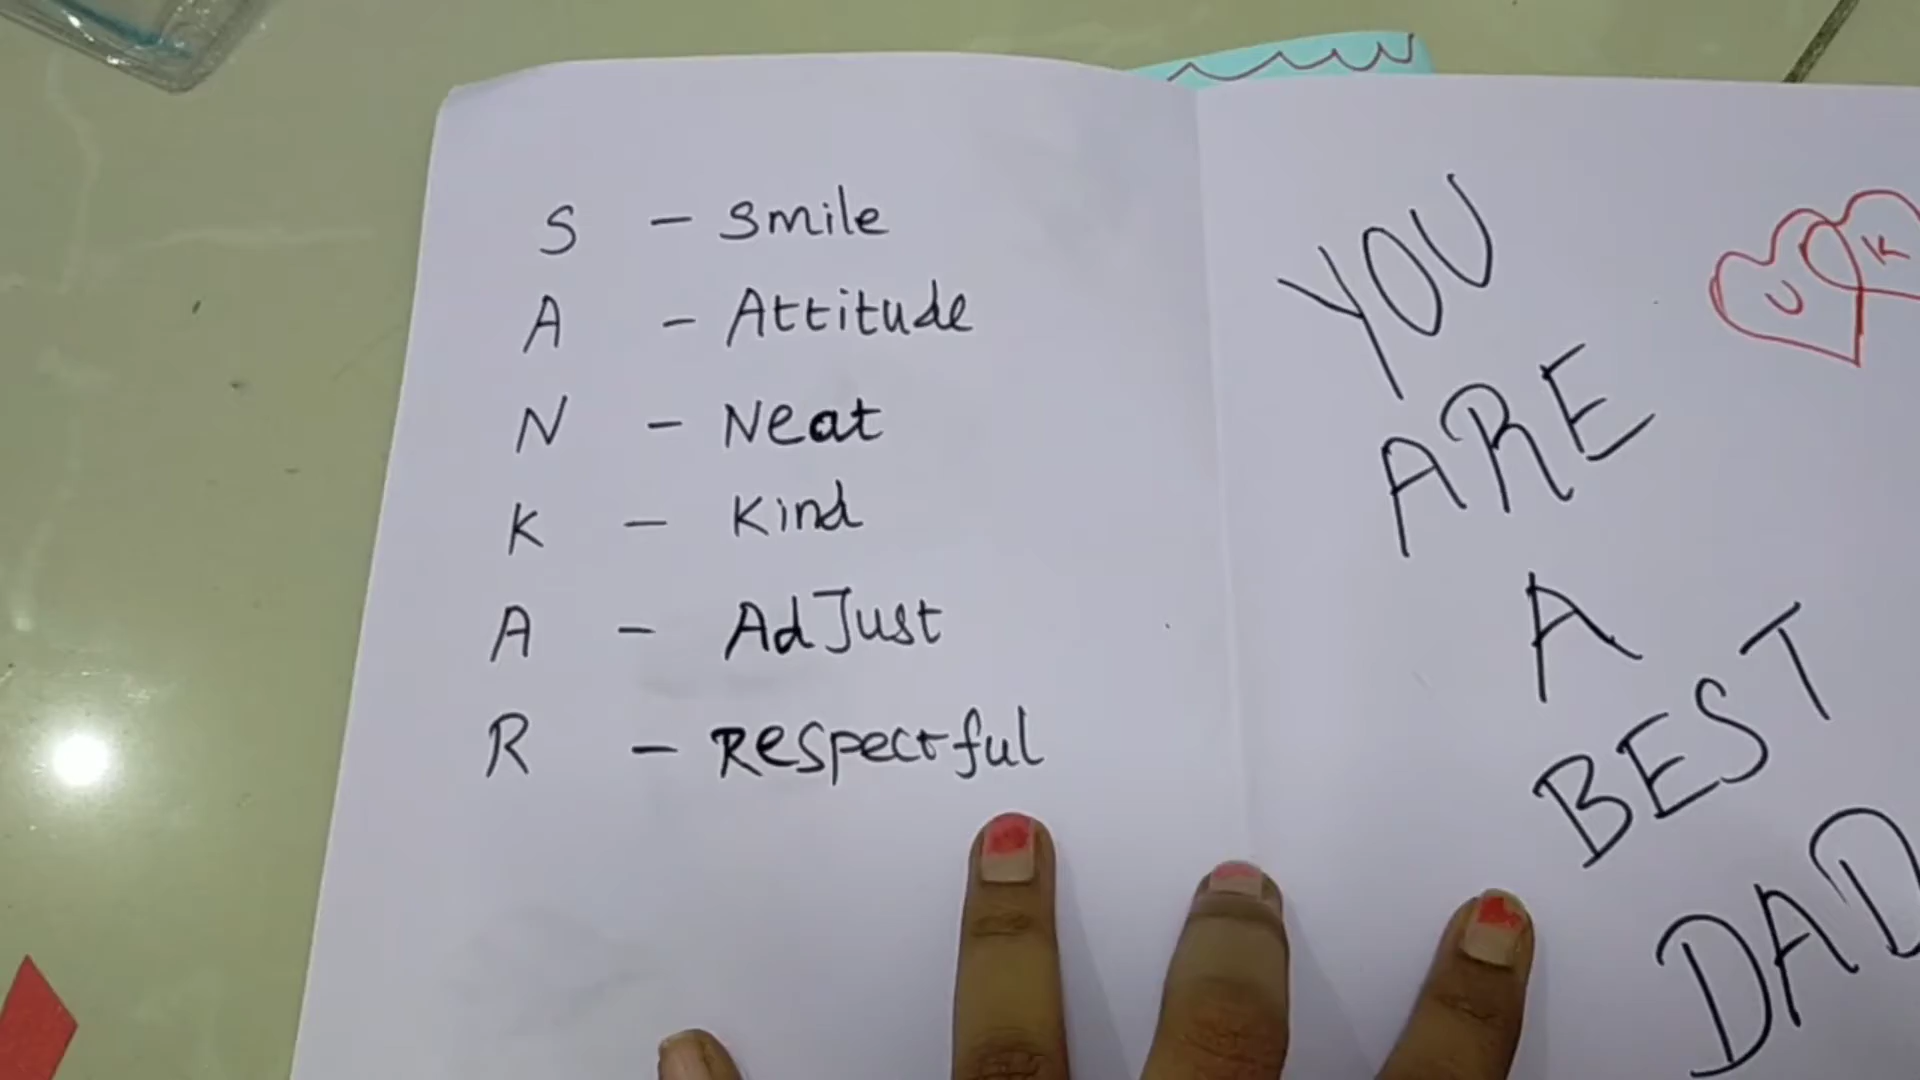 S - Smile
A - Attitude
N - Neat
K - Kind
A - AdJust
R - Respectful
YOU
ARE
A
BEST
DAD
U K